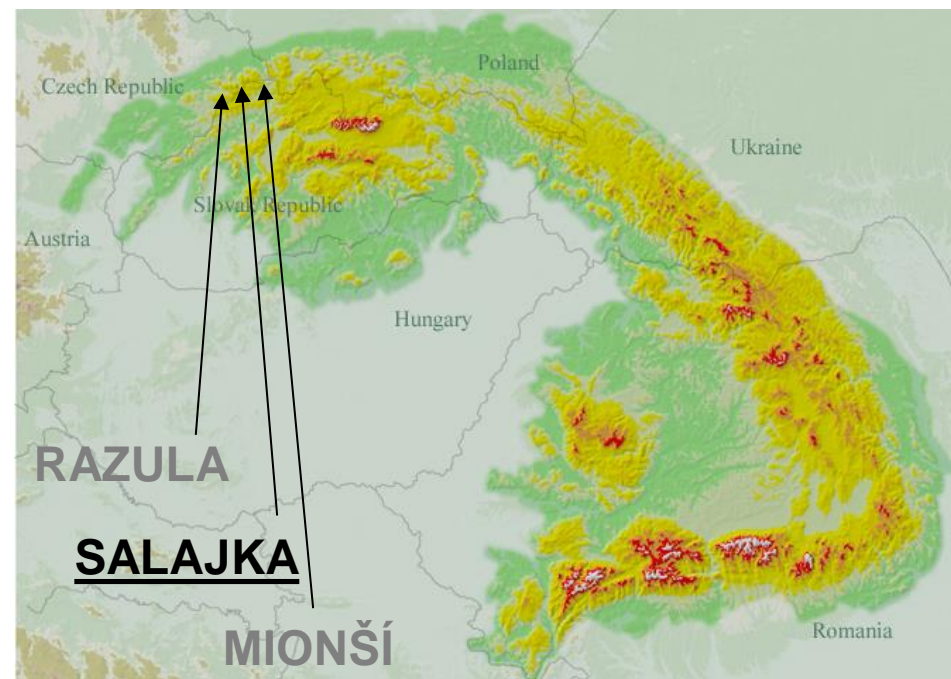 Poland
Czech Republic
Ukraine
Slovak Republic
Austria
Hungary
RAZULA
SALAJKA
Romania
MIONŠÍ